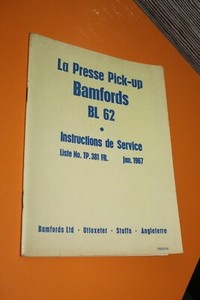 La Presse Pick-up
Bamfords
BL 62
Instructions de Service
Liste No. TP. 381 FR. Jan. 1967
Bamfords Ltd - Uttoxeter - Staffs - Angleterre